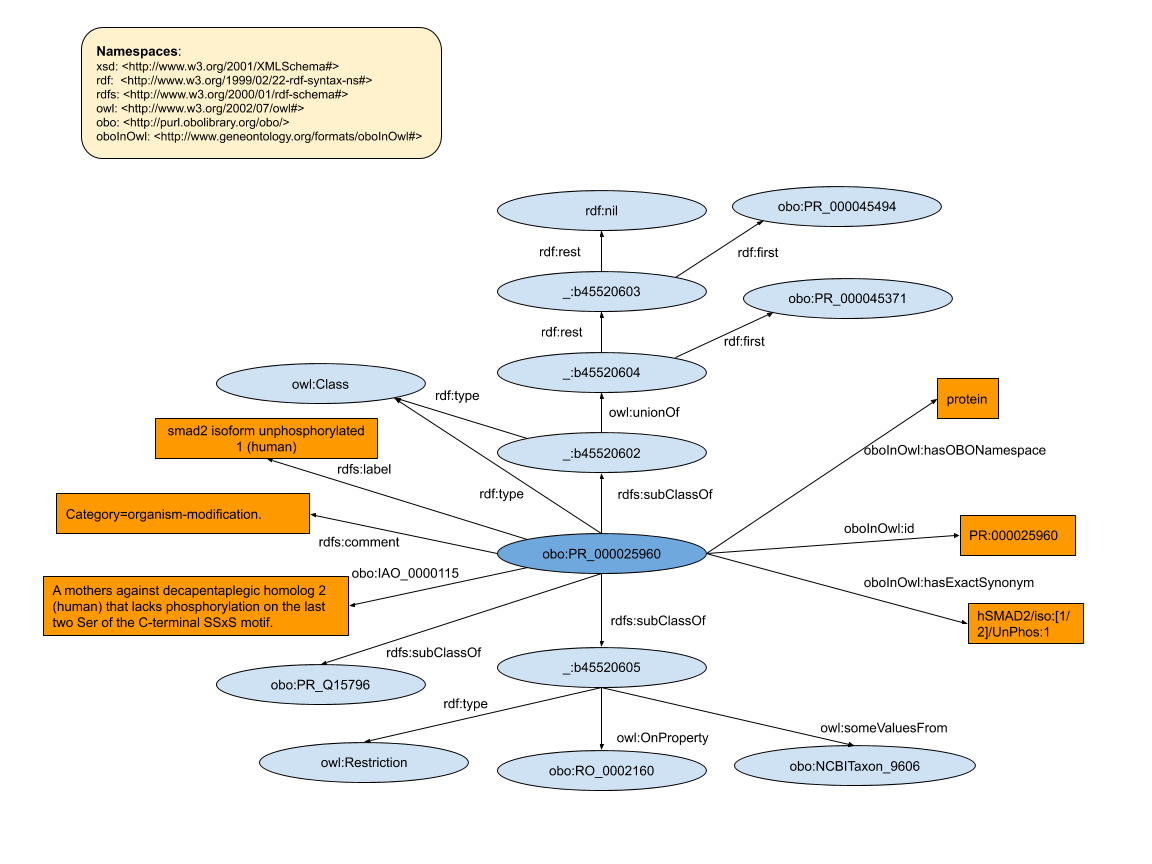 Namespaces:
xsd: <http://www.w3.org/2001/XMLSchema#>
rdf: <http://www.w3.org/1999/02/22-rdf-syntax-ns#>
rdfs: <http://www.w3.org/2000/01/rdf-schema#>
owl: <http://www.w3.org/2002/07/owl#>
obo: <http://purl.obolibrary.org/obo/>
oboInOwl: <http://www.geneontology.org/formats/oboInOwl#>
rdf:nil
obo:PR_000045494
rdf:rest
rdf:first
_:b45520603
obo:PR_000045371
rdf:rest
rdf:first
_:b45520604
owl:Class
rdf:type
owl:unionOf
protein
smad2 isoform unphosphorylated
1 (human)
_:b45520602
oboInOwl:hasOBONamespace
rdfs:label
rdf:type
rdfs:subClassOf
Category=organism-modification.
rdfs:comment
oboInOwl:id
PR:000025960
obo:PR_000025960
obo:IAO_0000115
oboInOwl:hasExactSynonym
A mothers against decapentaplegic homolog 2
(human) that lacks phosphorylation on the last
two Ser of the C-terminal SSxS motif.
hSMAD2/iso:[1/
2]/UnPhos:1
rdfs:subClassOf
rdfs:subClassOf
_:b45520605
obo:PR_Q15796
rdf:type
owl:OnProperty
owl:someValuesFrom
owl:Restriction
obo:RO_0002160
obo:NCBITaxon_9606